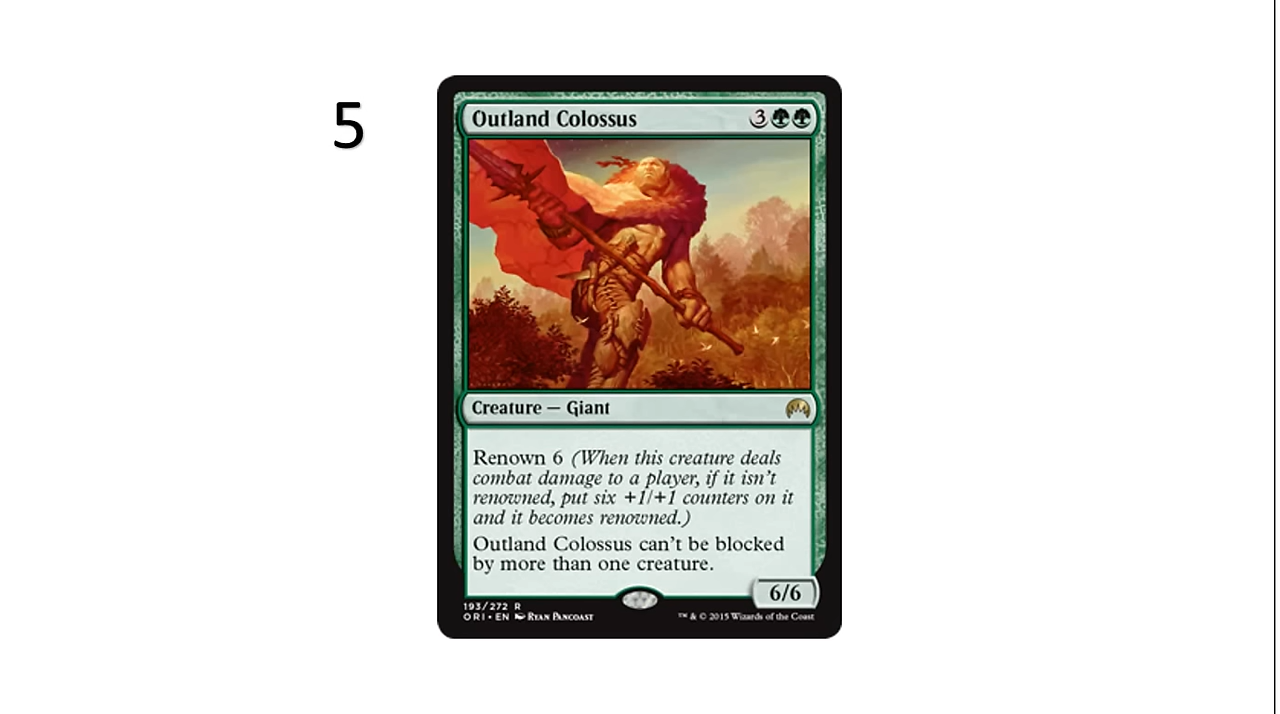 5
Outland Colossus 3
Creature — Giant
Renown 6 (When this creature deals
combat damage to a player, if it isn't
renowned, put six +1/+1 counters on it
and it becomes renowned.)
Outland Colossus can't be blocked
by more than one creature.
6/6
193/272 R
ORI • EN RYAN PANCOAST
™ & © 2015 Wizards of the Coast